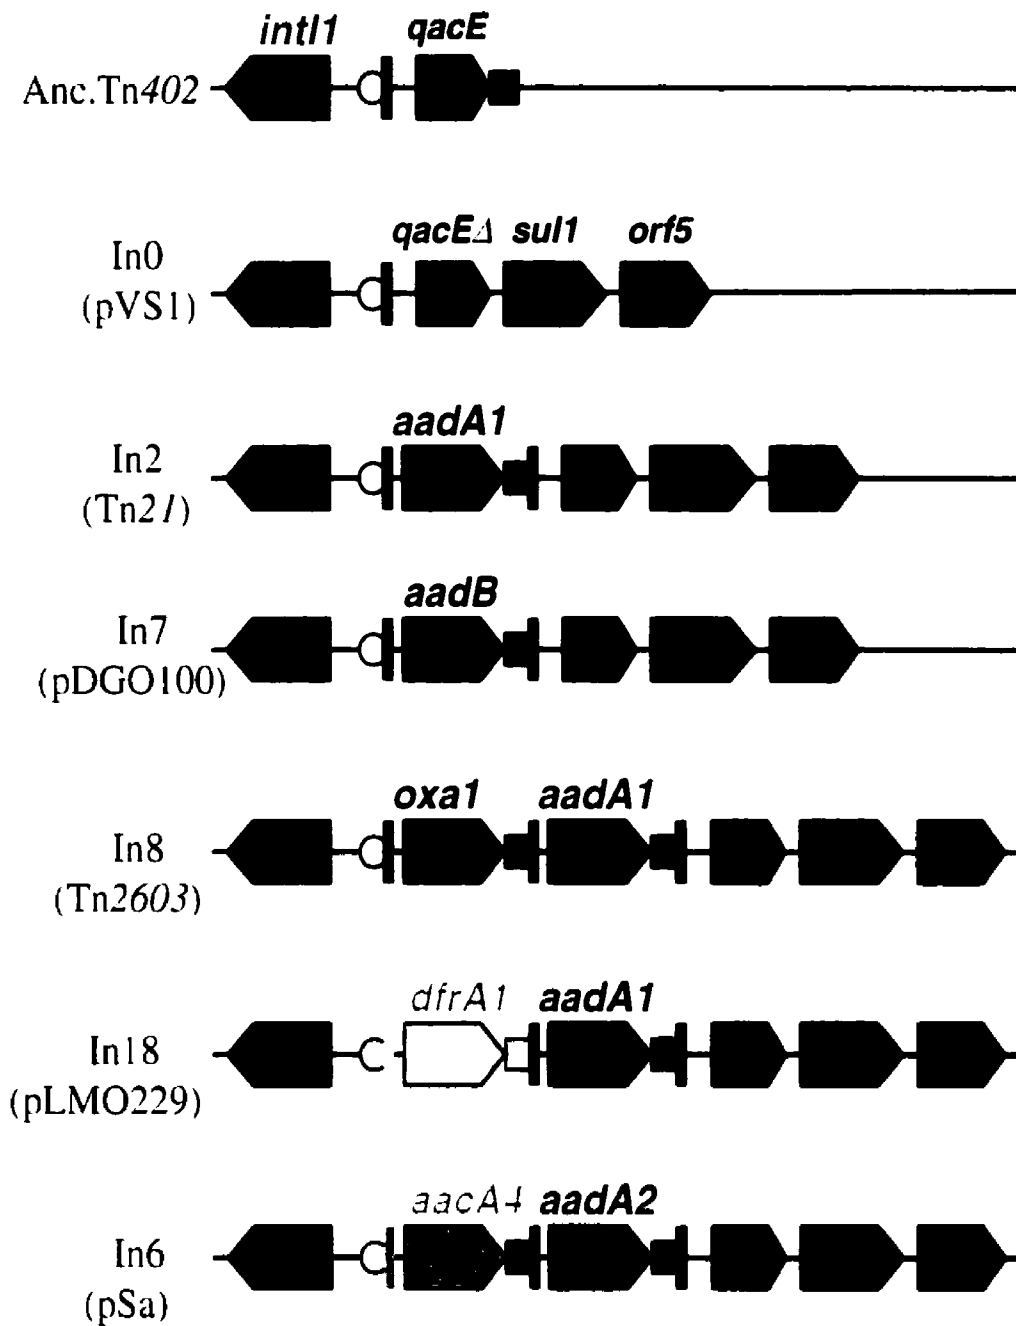 intI1 qacE
Anc.Tn402
qacEΔ sul1 orf5
In0
(pVS1)
aadA1
In2
(Tn21)
aadB
In7
(pDGO100)
oxa1 aadA1
In8
(Tn2603)
dfrA1 aadA1
In18
(pLMO229)
aacA4 aadA2
In6
(pSa)